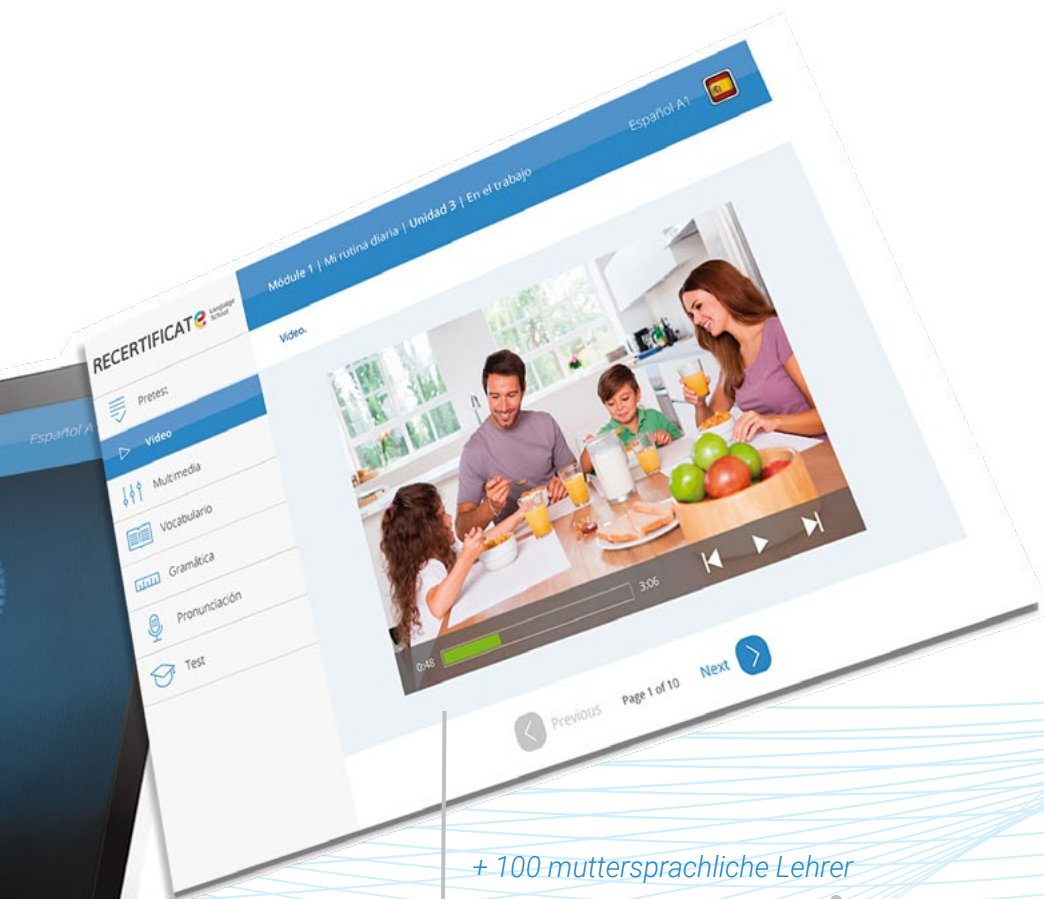 Español A1
Módule 1 | Mi rutina diaria | Unidad 3 | En el trabajo
RECERTIFICATe Language School
Video.
Pretest
Video
Multimedia
Vocabulario
Gramática
Pronunciación
Test
Español A
0:48
3:06
Previous
Page 1 of 10
Next
+ 100 muttersprachliche Lehrer